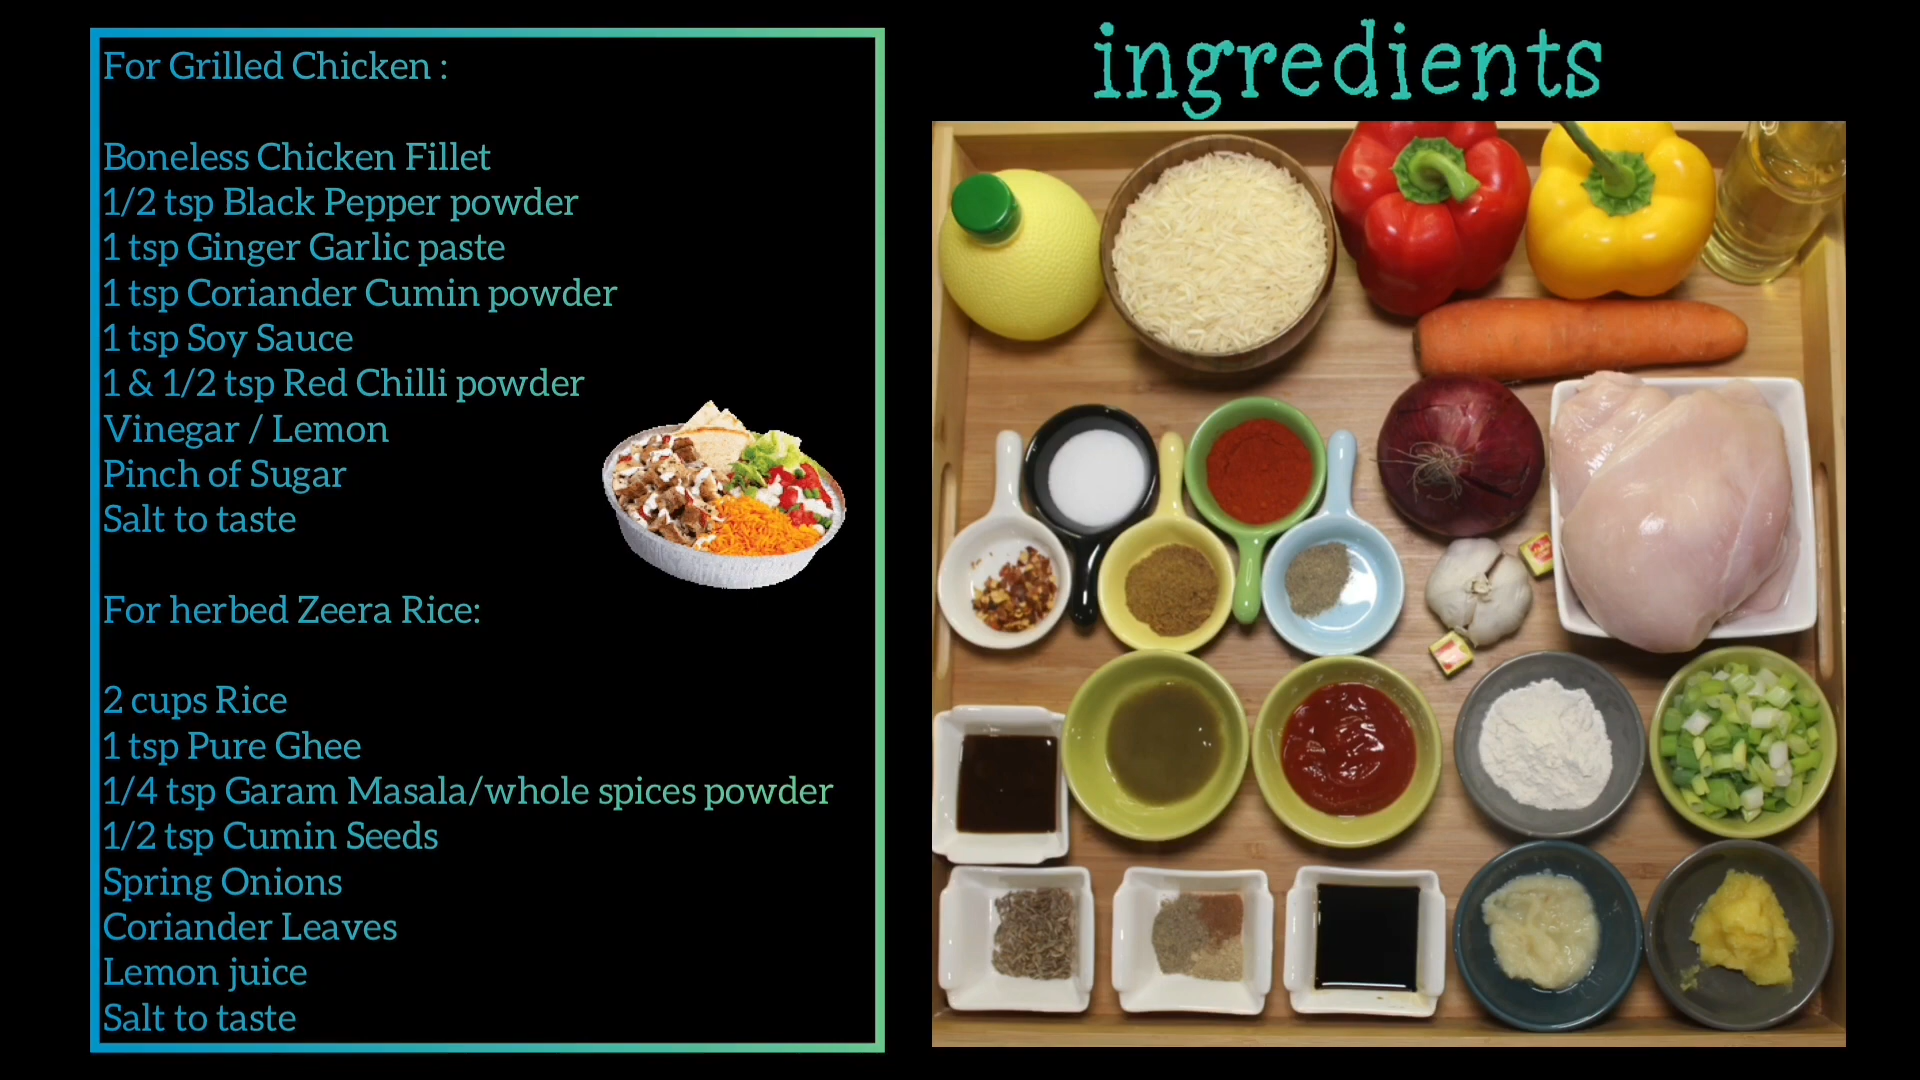 ingredients
For Grilled Chicken :
Boneless Chicken Fillet
1/2 tsp Black Pepper powder
1 tsp Ginger Garlic paste
1 tsp Coriander Cumin powder
1 tsp Soy Sauce
1 & 1/2 tsp Red Chilli powder
Vinegar / Lemon
Pinch of Sugar
Salt to taste
For herbed Zeera Rice:
2 cups Rice
1 tsp Pure Ghee
1/4 tsp Garam Masala/whole spices powder
1/2 tsp Cumin Seeds
Spring Onions
Coriander Leaves
Lemon juice
Salt to taste